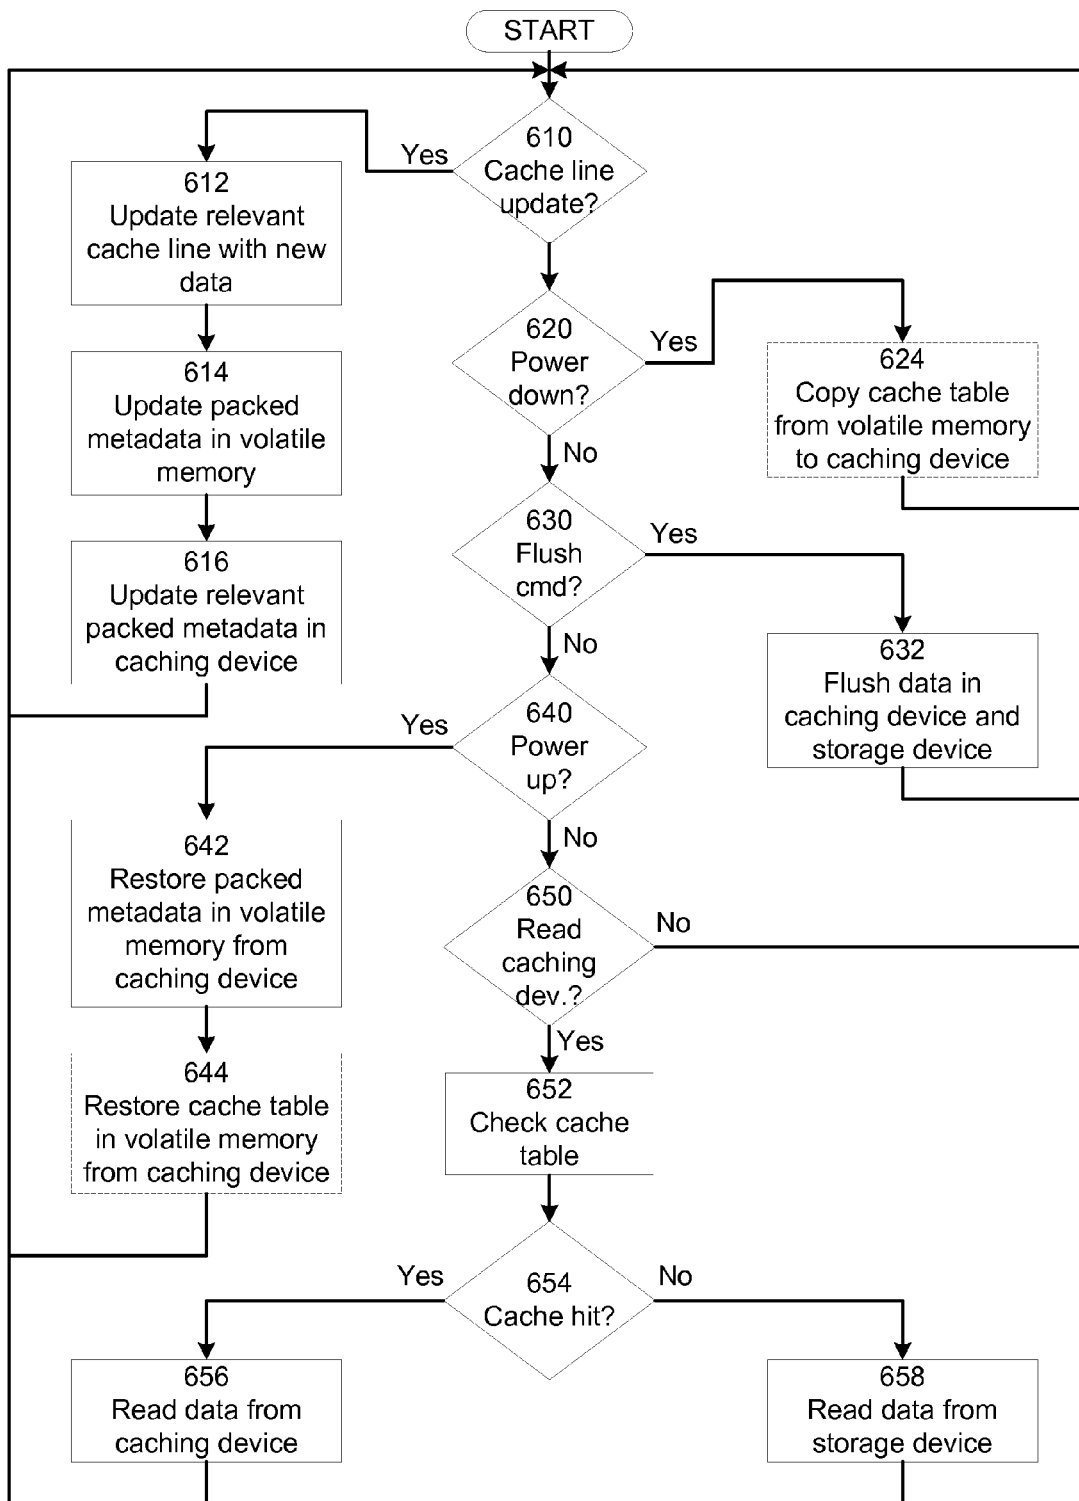 START
610
Cache line
update?
Yes
612
Update relevant
cache line with new
data
620
Power
down?
Yes
No
624
Copy cache table
from volatile memory
to caching device
614
Update packed
metadata in volatile
memory
630
Flush
cmd?
Yes
No
616
Update relevant
packed metadata in
caching device
632
Flush data in
caching device and
storage device
640
Power
up?
Yes
No
642
Restore packed
metadata in volatile
memory from
caching device
650
Read
caching
dev.?
No
Yes
644
Restore cache table
in volatile memory
from caching device
652
Check cache
table
654
Cache hit?
Yes
No
656
Read data from
caching device
658
Read data from
storage device